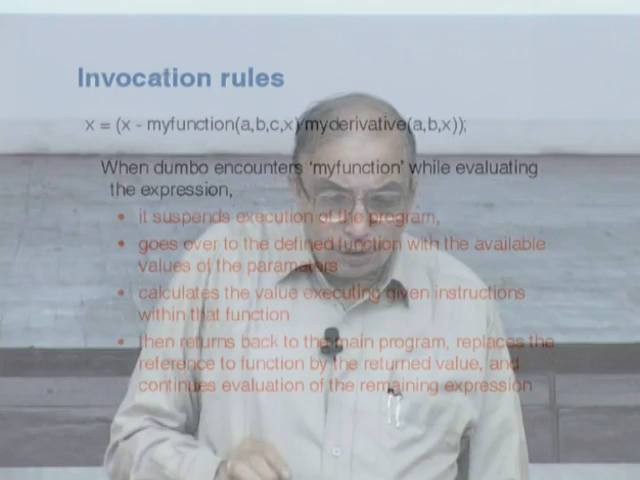 Invocation rules
x = (x - myfunction(a,b,c,x)/myderivative(a,b,x));
When dumbo encounters ‘myfunction’ while evaluating
the expression,
• it suspends execution of the program,
• goes over to the defined function with the available
values of the parameters
• calculates the value executing given instructions
within that function
• then returns back to the main program, replaces the
reference to function by the returned value, and
continues evaluation of the remaining expression